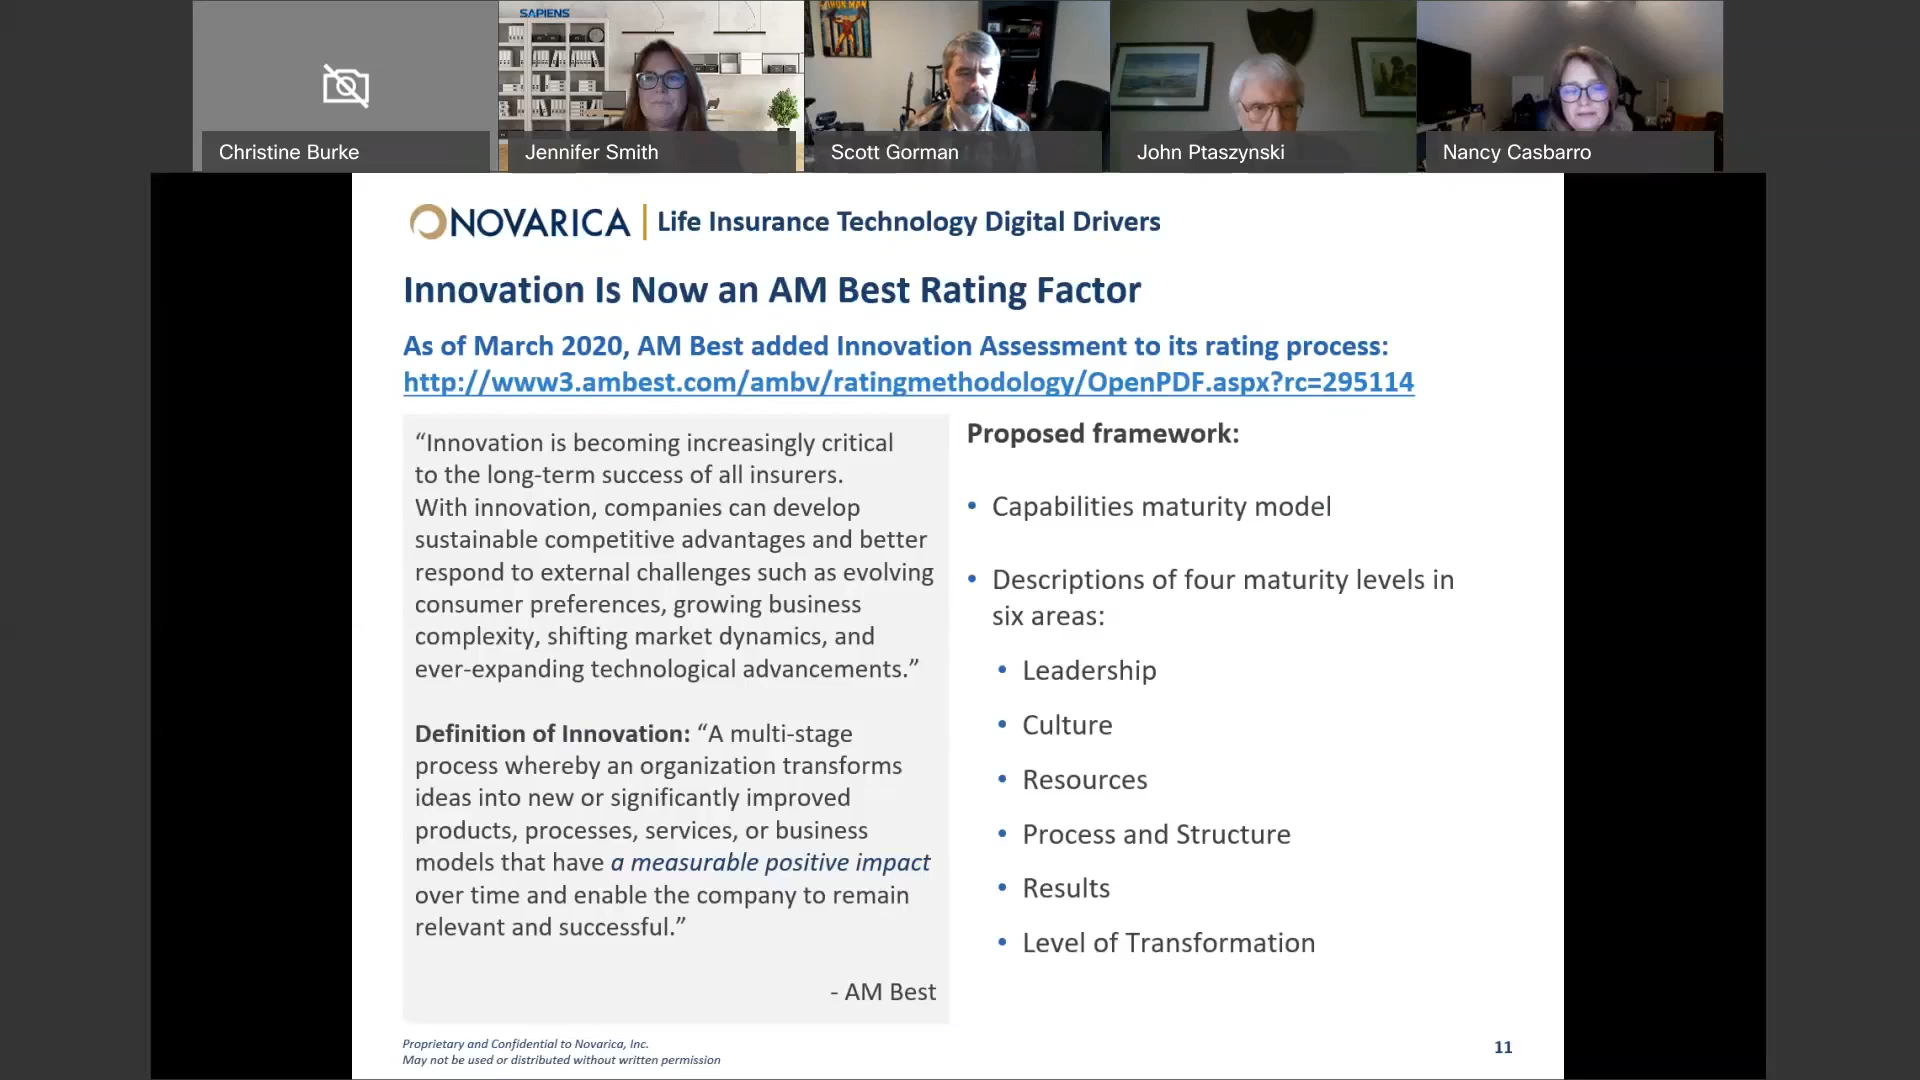 SAPIENS
IRON MAN
Christine Burke
Jennifer Smith
Scott Gorman
John Ptaszynski
Nancy Casbarro
NOVARICA | Life Insurance Technology Digital Drivers
Innovation Is Now an AM Best Rating Factor
As of March 2020, AM Best added Innovation Assessment to its rating process:
http://www3.ambest.com/ambv/ratingmethodology/OpenPDF.aspx?rc=295114
“Innovation is becoming increasingly critical
to the long-term success of all insurers.
With innovation, companies can develop
sustainable competitive advantages and better
respond to external challenges such as evolving
consumer preferences, growing business
complexity, shifting market dynamics, and
ever-expanding technological advancements.”
Definition of Innovation: “A multi-stage
process whereby an organization transforms
ideas into new or significantly improved
products, processes, services, or business
models that have a measurable positive impact
over time and enable the company to remain
relevant and successful.”
- AM Best
Proposed framework:
• Capabilities maturity model
• Descriptions of four maturity levels in
six areas:
• Leadership
• Culture
• Resources
• Process and Structure
• Results
• Level of Transformation
Proprietary and Confidential to Novarica, Inc.
May not be used or distributed without written permission
11